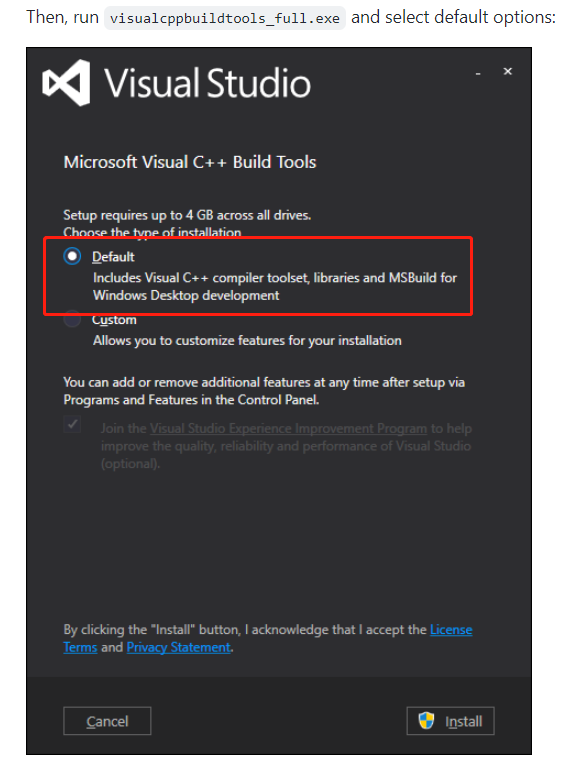 Then, run visualcppbuildtools_full.exe and select default options:
Visual Studio
Microsoft Visual C++ Build Tools
Setup requires up to 4 GB across all drives.
Choose the type of installation
Default
Includes Visual C++ compiler toolset, libraries and MSBuild for
Windows Desktop development
Custom
Allows you to customize features for your installation
You can add or remove additional features at any time after setup via
Programs and Features in the Control Panel.
Join the Visual Studio Experience Improvement Program to help
improve the quality, reliability and performance of Visual Studio
(optional).
By clicking the "Install" button, I acknowledge that I accept the License
Terms and Privacy Statement.
Cancel
Install